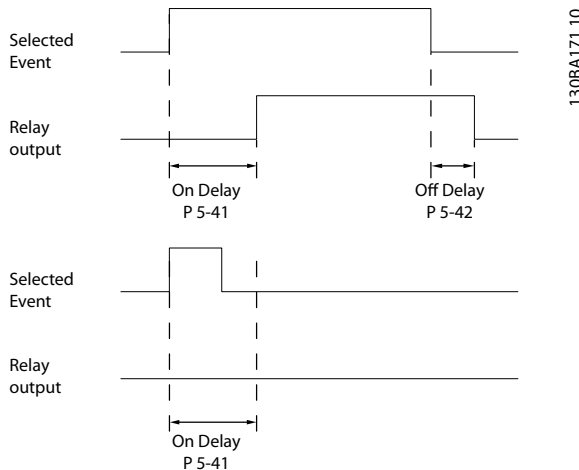 Selected
Event
Relay
output
On Delay
P 5-41
Off Delay
P 5-42
Selected
Event
Relay
output
On Delay
P 5-41
130BA171.10